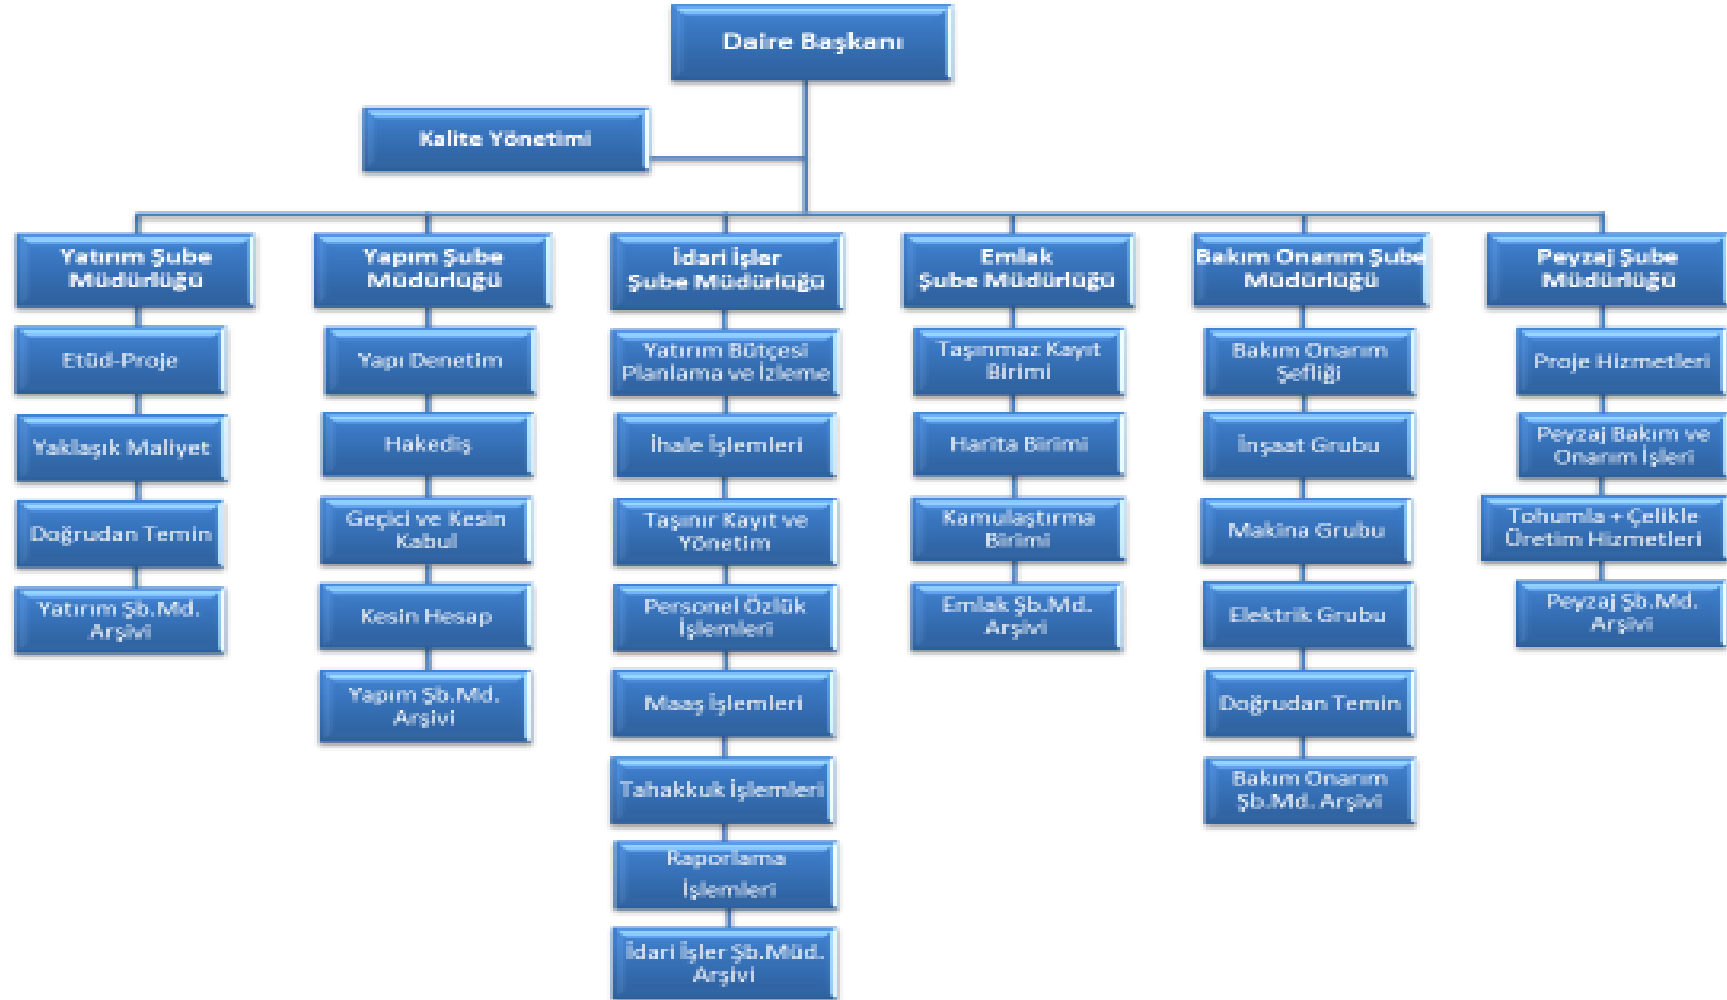 Daire Başkanı
Kalite Yönetimi
Yatırım Şube
Müdürlüğü
Etüd-Proje
Yaklaşık Maliyet
Doğrudan Temin
Yatırım Şb.Md.
Arşivi
Yapım Şube
Müdürlüğü
Yapı Denetim
Hakediş
Geçici ve Kesin
Kabul
Kesin Hesap
Yapım Şb.Md.
Arşivi
İdari İşler
Şube Müdürlüğü
Yatırım Bütçesi
Planlama ve İzleme
İhale İşlemleri
Taşınır Kayıt ve
Yönetim
Personel Özlük
İşlemleri
Maaş İşlemleri
Tahakkuk İşlemleri
Raporlama
İşlemleri
İdari İşler Şb.Müd.
Arşivi
Emlak
Şube Müdürlüğü
Taşınmaz Kayıt
Birimi
Harita Birimi
Kamulaştırma
Birimi
Emlak Şb.Md.
Arşivi
Bakım Onarım Şube
Müdürlüğü
Bakım Onarım
Şefliği
İnşaat Grubu
Makina Grubu
Elektrik Grubu
Doğrudan Temin
Bakım Onarım
Şb.Md. Arşivi
Peyzaj Şube
Müdürlüğü
Proje Hizmetleri
Peyzaj Bakım ve
Onarım İşleri
Tohumla + Çelikle
Üretim Hizmetleri
Peyzaj Şb.Md.
Arşivi